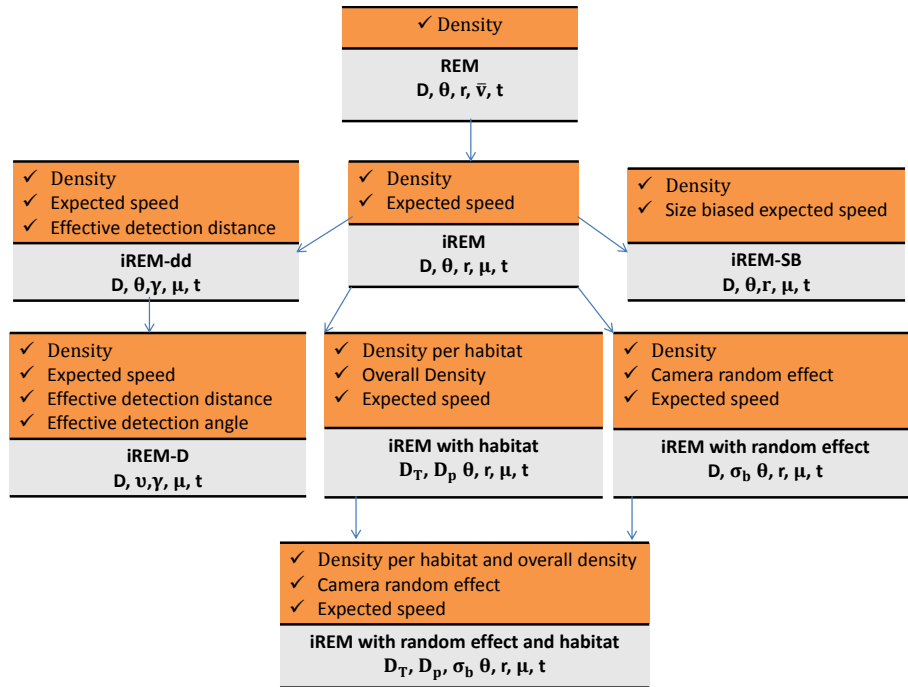 ✓ Density
REM
D, θ, r, v̄, t
✓ Density
✓ Expected speed
✓ Effective detection distance
iREM-dd
D, θ,γ, μ, t
✓ Density
✓ Expected speed
iREM
D, θ, r, μ, t
✓ Density
✓ Size biased expected speed
iREM-SB
D, θ,r, μ, t
✓ Density
✓ Expected speed
✓ Effective detection distance
✓ Effective detection angle
iREM-D
D, υ,γ, μ, t
✓ Density per habitat
✓ Overall Density
✓ Expected speed
iREM with habitat
D_T, D_p θ, r, μ, t
✓ Density
✓ Camera random effect
✓ Expected speed
iREM with random effect
D, σ_b θ, r, μ, t
✓ Density per habitat and overall density
✓ Camera random effect
✓ Expected speed
iREM with random effect and habitat
D_T, D_p, σ_b θ, r, μ, t